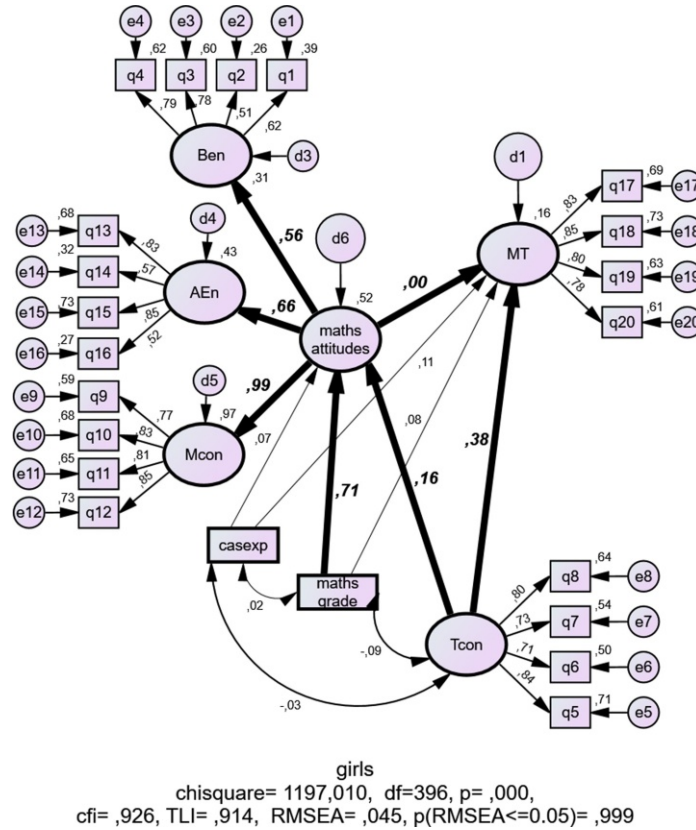 e4 e3 e2 e1
,62 ,60 ,26 ,39
q4 q3 q2 q1
,79 ,78 ,51 ,62
Ben
d3
,31
d1
,16
MT
,83 q17 ,69 e17
,85 q18 ,73 e18
,80 q19 ,63 e19
,78 q20 ,61 e20
e13 ,68 q13 ,83
e14 ,32 q14 ,57
e15 ,73 q15 ,85
e16 ,27 q16 ,52
d4
,43
AEn
d6
,52
maths
attitudes
,56
,66
,99
,00
,11
,08
,38
,07
,71
,16
e9 ,59 q9 ,77
e10 ,68 q10 ,83
e11 ,65 q11 ,81
e12 ,73 q12 ,85
d5
,97
Mcon
casexp
,02
maths
grade
-,09
-,03
Tcon
,80 q8 ,64 e8
,73 q7 ,54 e7
,71 q6 ,50 e6
,84 q5 ,71 e5
girls
chisquare= 1197,010, df=396, p= ,000,
cfi= ,926, TLI= ,914, RMSEA= ,045, p(RMSEA<=0.05)= ,999